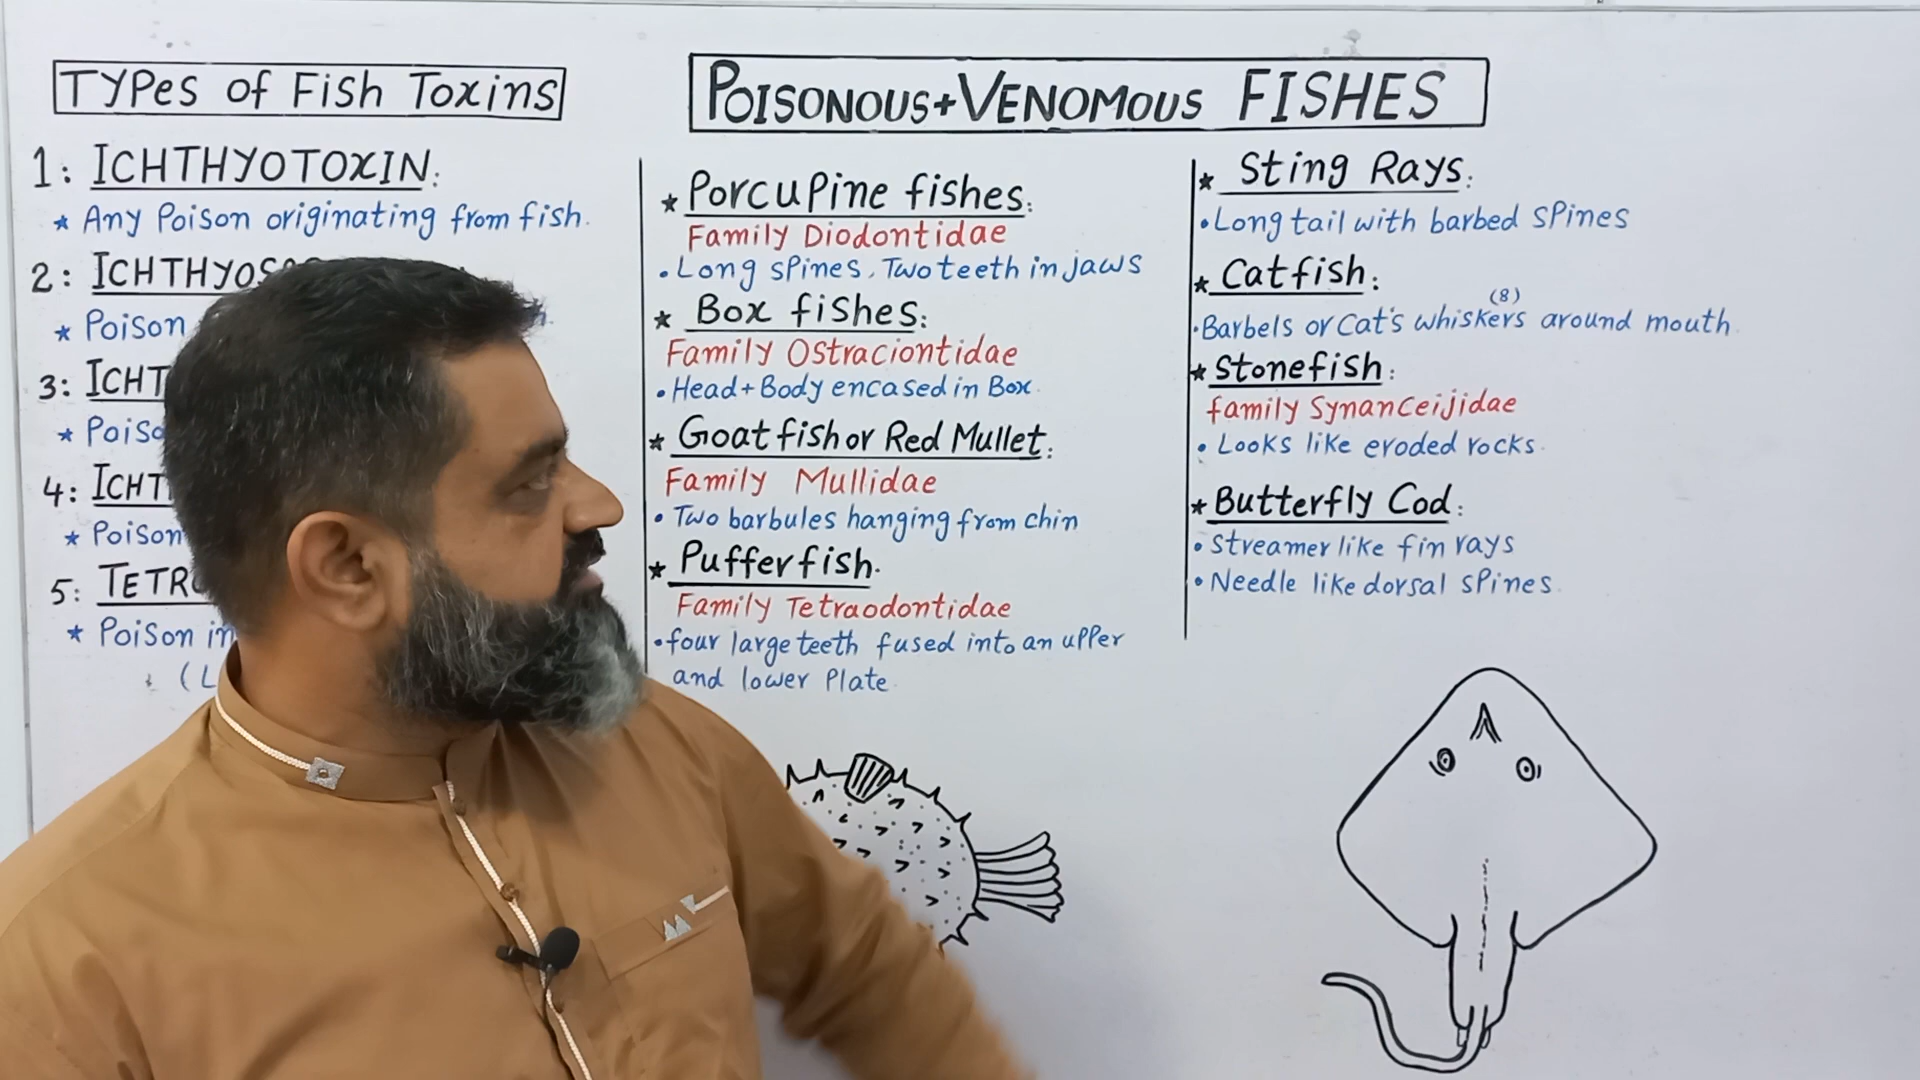 TYPes of Fish Toxins
1: ICHTHYOTOXIN:
* Any Poison originating from fish.
2: ICHTHYOS
* Poison
3: ICHT
* Poiso
4: ICHT
* Poison
5: TETRO
* Poison in
(L
POISONOUS+VENOMOUS FISHES
* Porcupine fishes:
Family Diodontidae
• Long spines, Two teeth in jaws
* Box fishes:
Family Ostraciontidae
• Head+Body encased in Box.
* Goat fish or Red Mullet:
Family Mullidae
• Two barbules hanging from chin
* Puffer fish.
Family Tetraodontidae
• four large teeth fused into an upper
and lower Plate.
* Sting Rays:
• Long tail with barbed spines
* Catfish:
(8)
• Barbels or Cat's whiskers around mouth.
* Stonefish:
family Synanceijidae
• Looks like eroded rocks.
* Butterfly Cod:
• Streamer like fin rays
• Needle like dorsal spines.